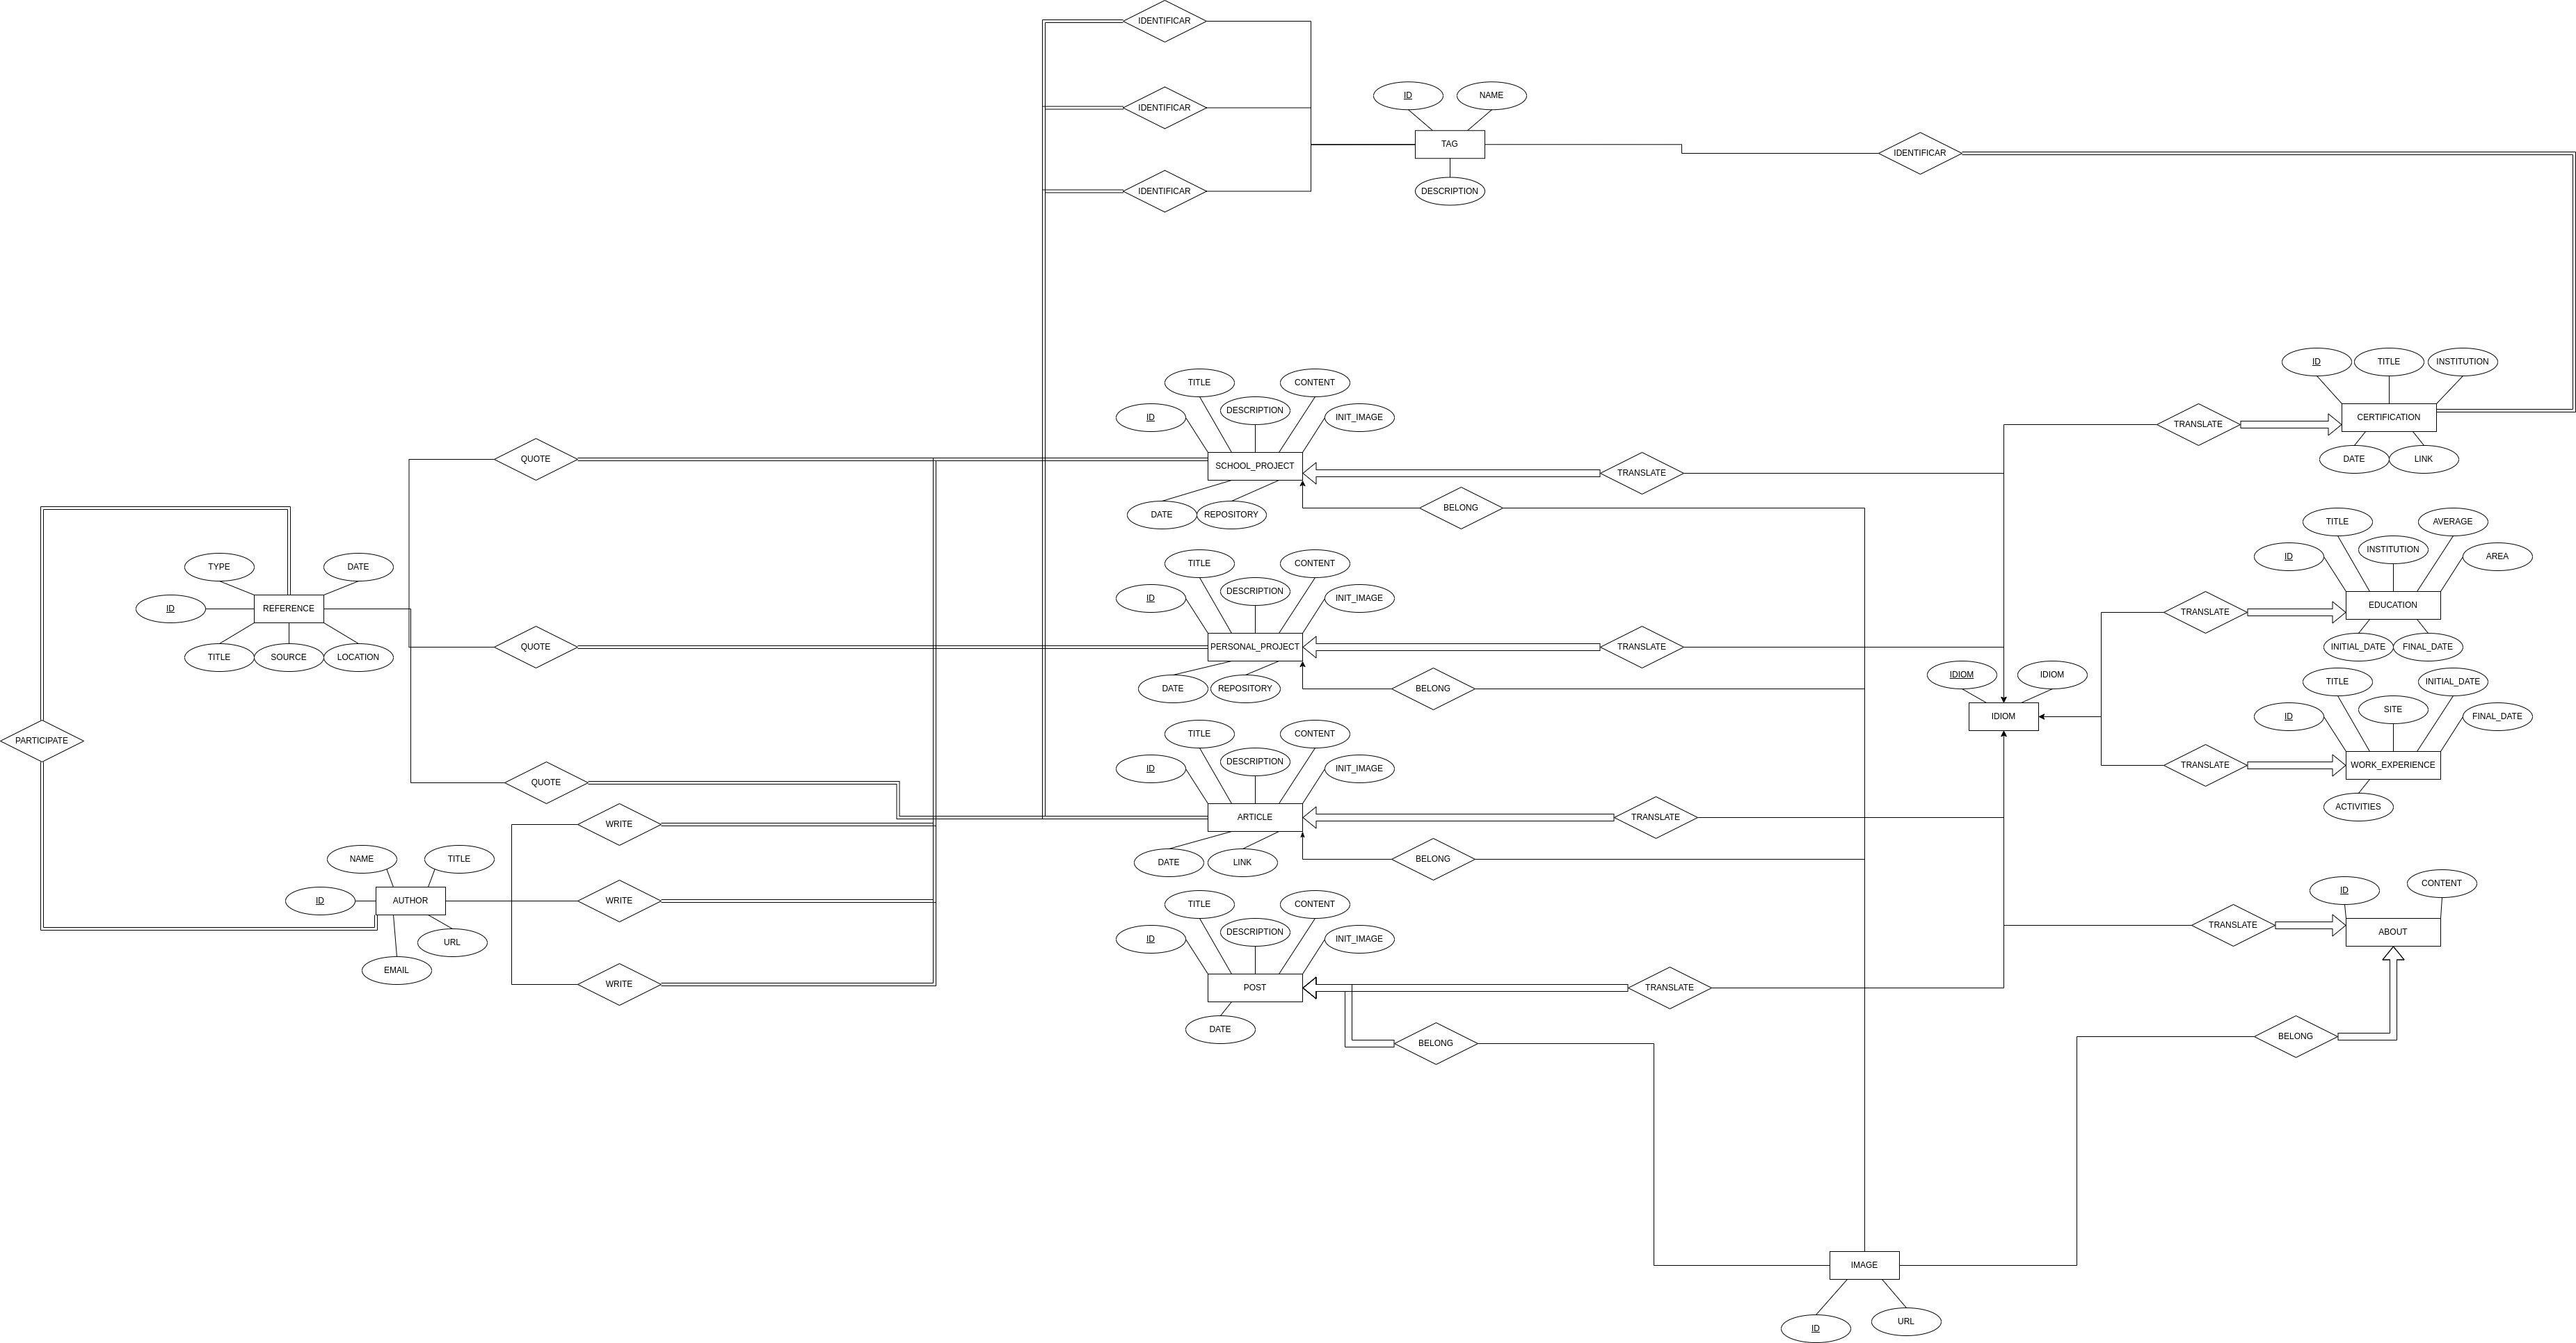 IDENTIFICAR
IDENTIFICAR
IDENTIFICAR
ID
NAME
TAG
DESCRIPTION
IDENTIFICAR
TITLE
CONTENT
ID
DESCRIPTION
INIT_IMAGE
SCHOOL_PROJECT
DATE
REPOSITORY
TRANSLATE
BELONG
QUOTE
TITLE
CONTENT
ID
DESCRIPTION
INIT_IMAGE
PERSONAL_PROJECT
DATE
REPOSITORY
TRANSLATE
BELONG
QUOTE
TYPE
DATE
ID
REFERENCE
TITLE
SOURCE
LOCATION
PARTICIPATE
QUOTE
TITLE
CONTENT
ID
DESCRIPTION
INIT_IMAGE
ARTICLE
DATE
LINK
TRANSLATE
BELONG
WRITE
WRITE
WRITE
NAME
TITLE
ID
AUTHOR
URL
EMAIL
TITLE
CONTENT
ID
DESCRIPTION
INIT_IMAGE
POST
DATE
TRANSLATE
BELONG
ID
TITLE
INSTITUTION
TRANSLATE
CERTIFICATION
DATE
LINK
TITLE
AVERAGE
ID
INSTITUTION
AREA
TRANSLATE
EDUCATION
INITIAL_DATE
FINAL_DATE
IDIOM
IDIOM
IDIOM
TITLE
INITIAL_DATE
ID
SITE
FINAL_DATE
TRANSLATE
WORK_EXPERIENCE
ACTIVITIES
ID
CONTENT
TRANSLATE
ABOUT
BELONG
IMAGE
ID
URL